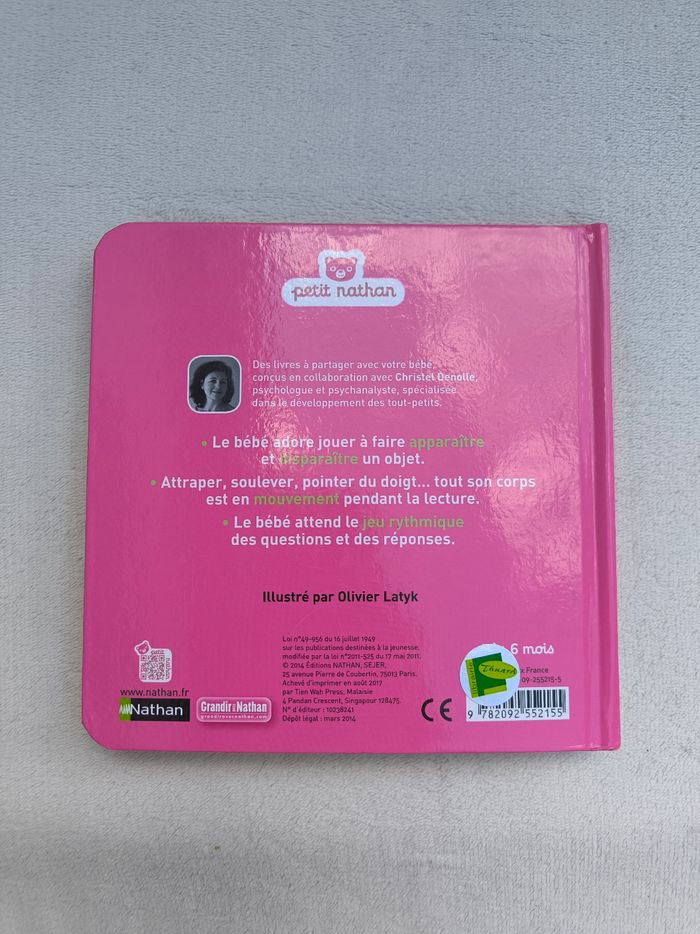 petit nathan
Des livres à partager avec votre bébé,
conçus en collaboration avec Christel Denolle,
psychologue et psychanalyste, spécialisée
dans le développement des tout-petits.
• Le bébé adore jouer à faire apparaître
et disparaître un objet.
• Attraper, soulever, pointer du doigt... tout son corps
est en mouvement pendant la lecture.
• Le bébé attend le jeu rythmique
des questions et des réponses.
Illustré par Olivier Latyk
Loi n°49-956 du 16 juillet 1949
sur les publications destinées à la jeunesse,
modifiée par la loi n°2011-525 du 17 mai 2011.
© 2014 Éditions NATHAN, SEJER,
25 avenue Pierre de Coubertin, 75013 Paris.
Achevé d'imprimer en août 2017
par Tien Wah Press, Malaisie
4 Pandan Crescent, Singapour 128475.
N° d'éditeur : 10238241
Dépôt légal : mars 2014
petit
nathan
www.nathan.fr
Nathan
Grandir avec Nathan
grandiravecnathan.com
CE
6 mois
France
-09-255215-5
9 782092 552155